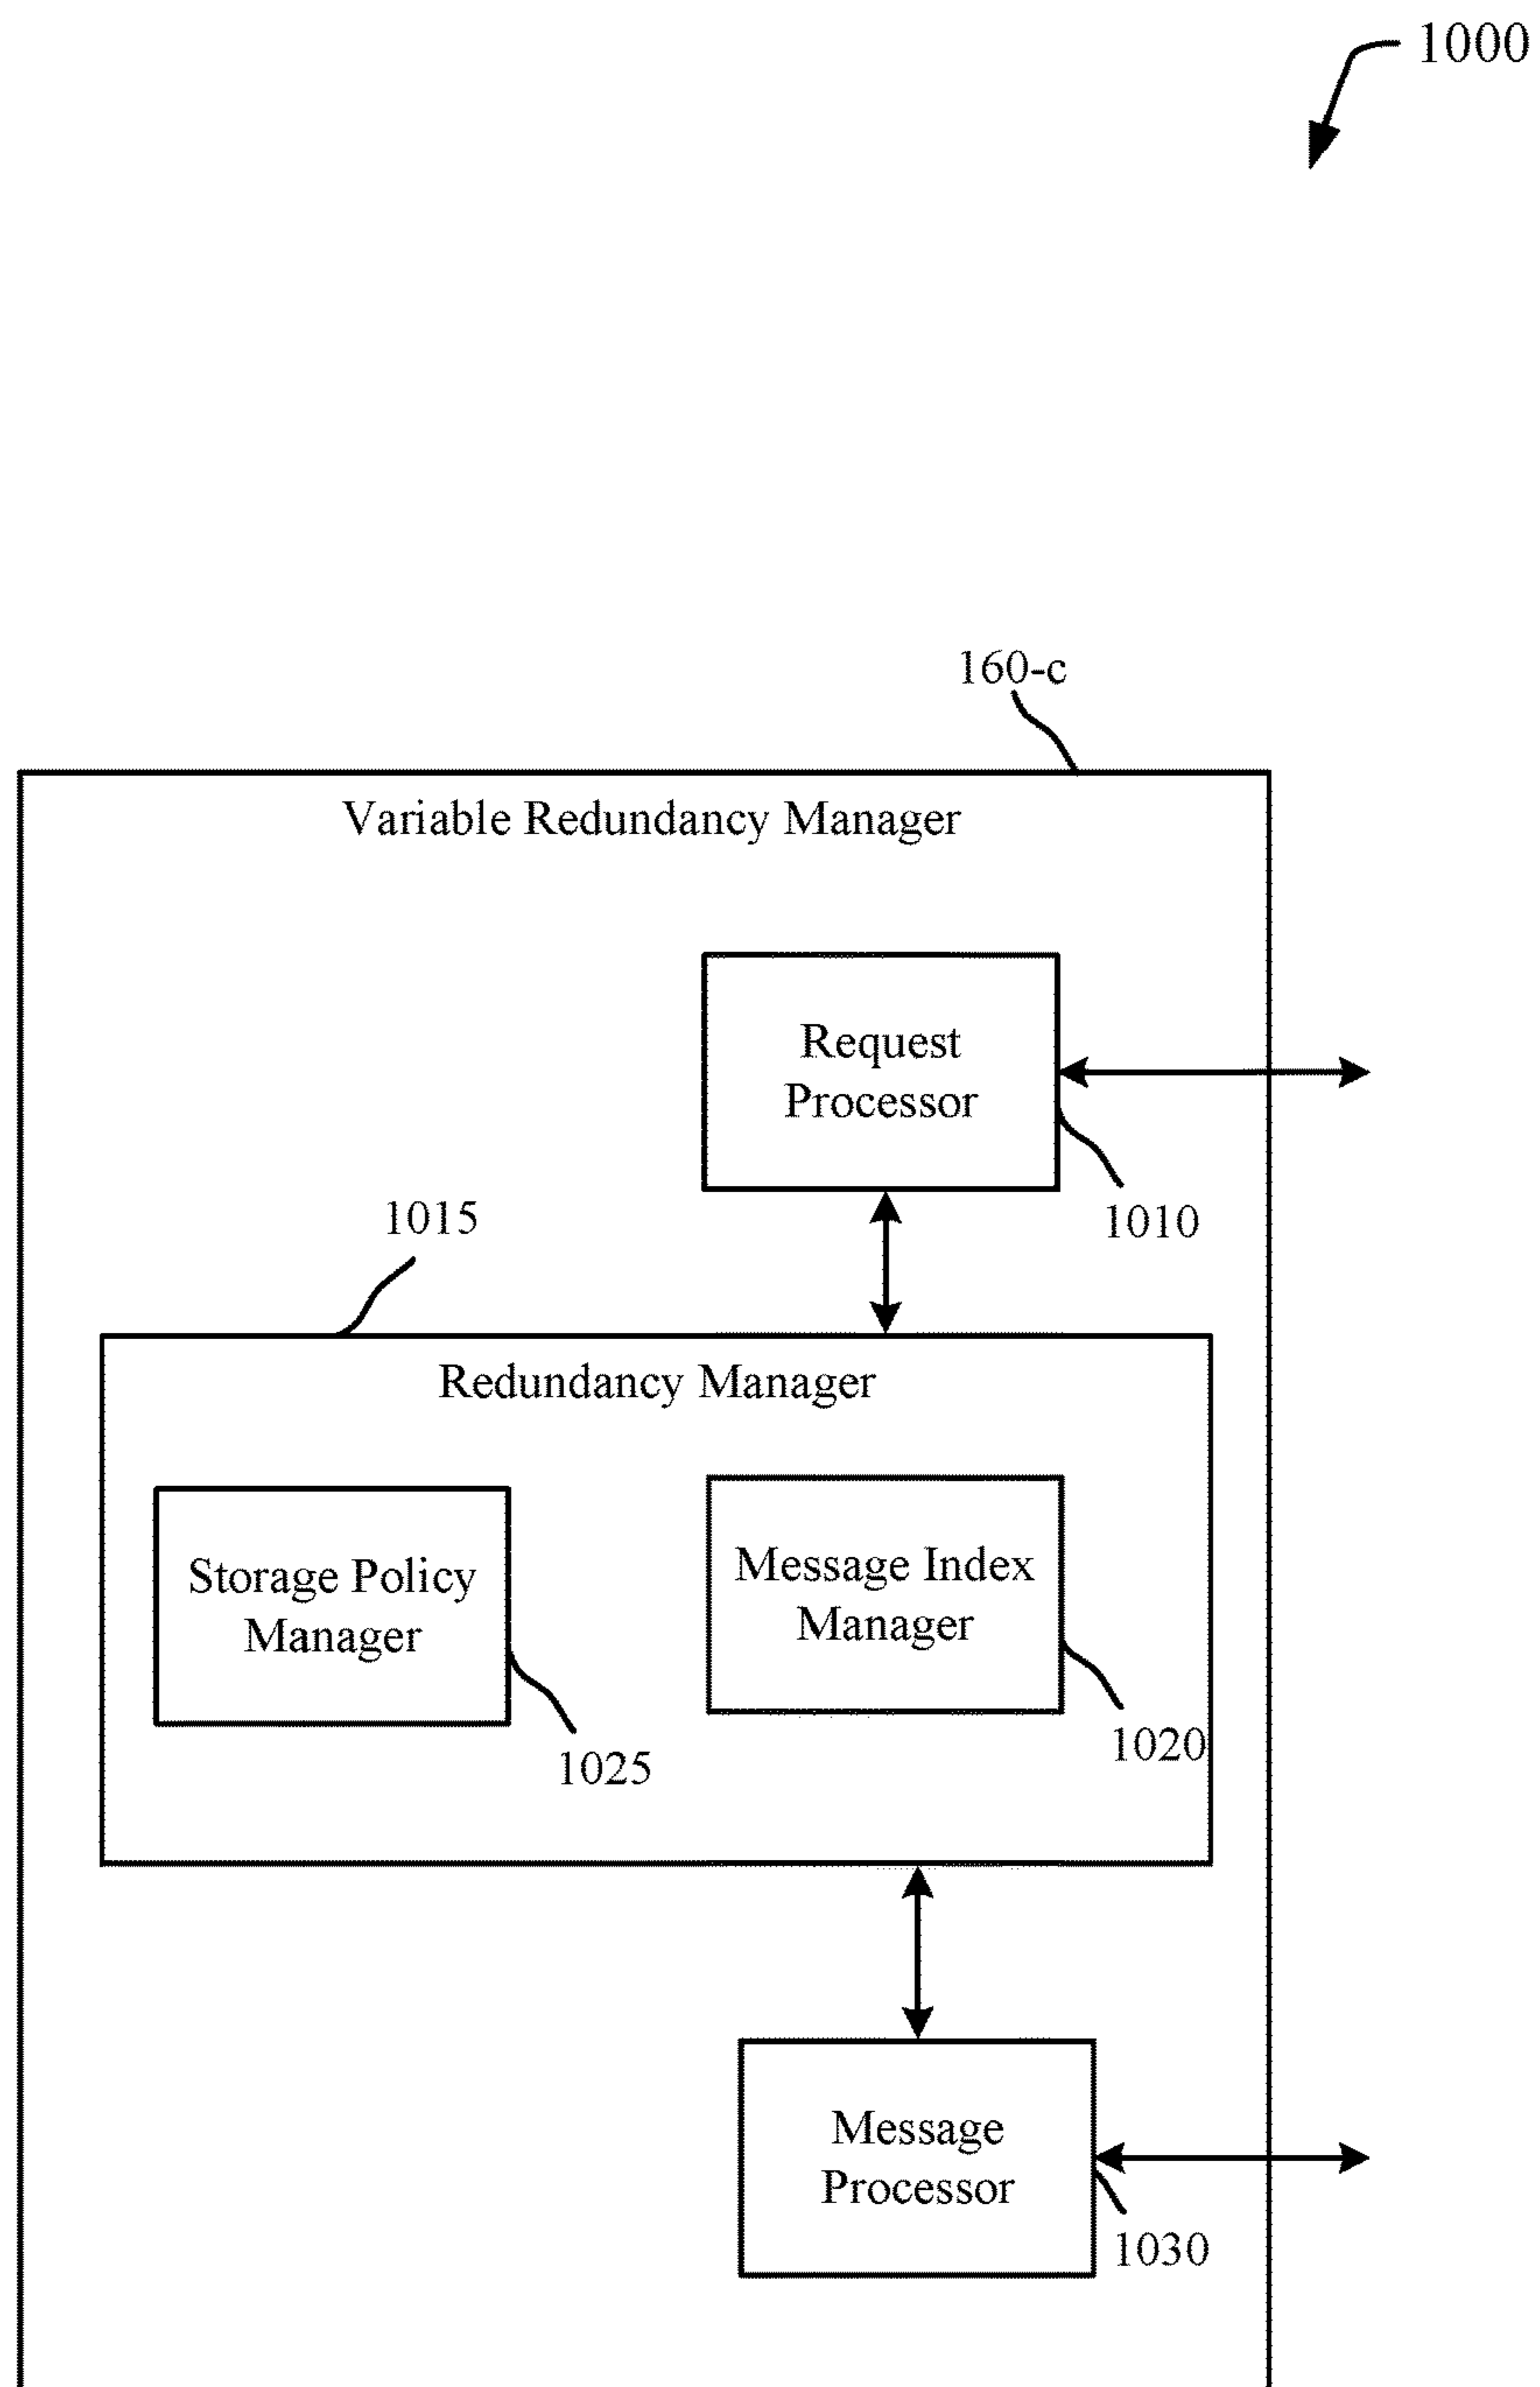 1000
160-c
Variable Redundancy Manager
Request
Processor
1010
1015
Redundancy Manager
Storage Policy
Manager
1025
Message Index
Manager
1020
Message
Processor
1030